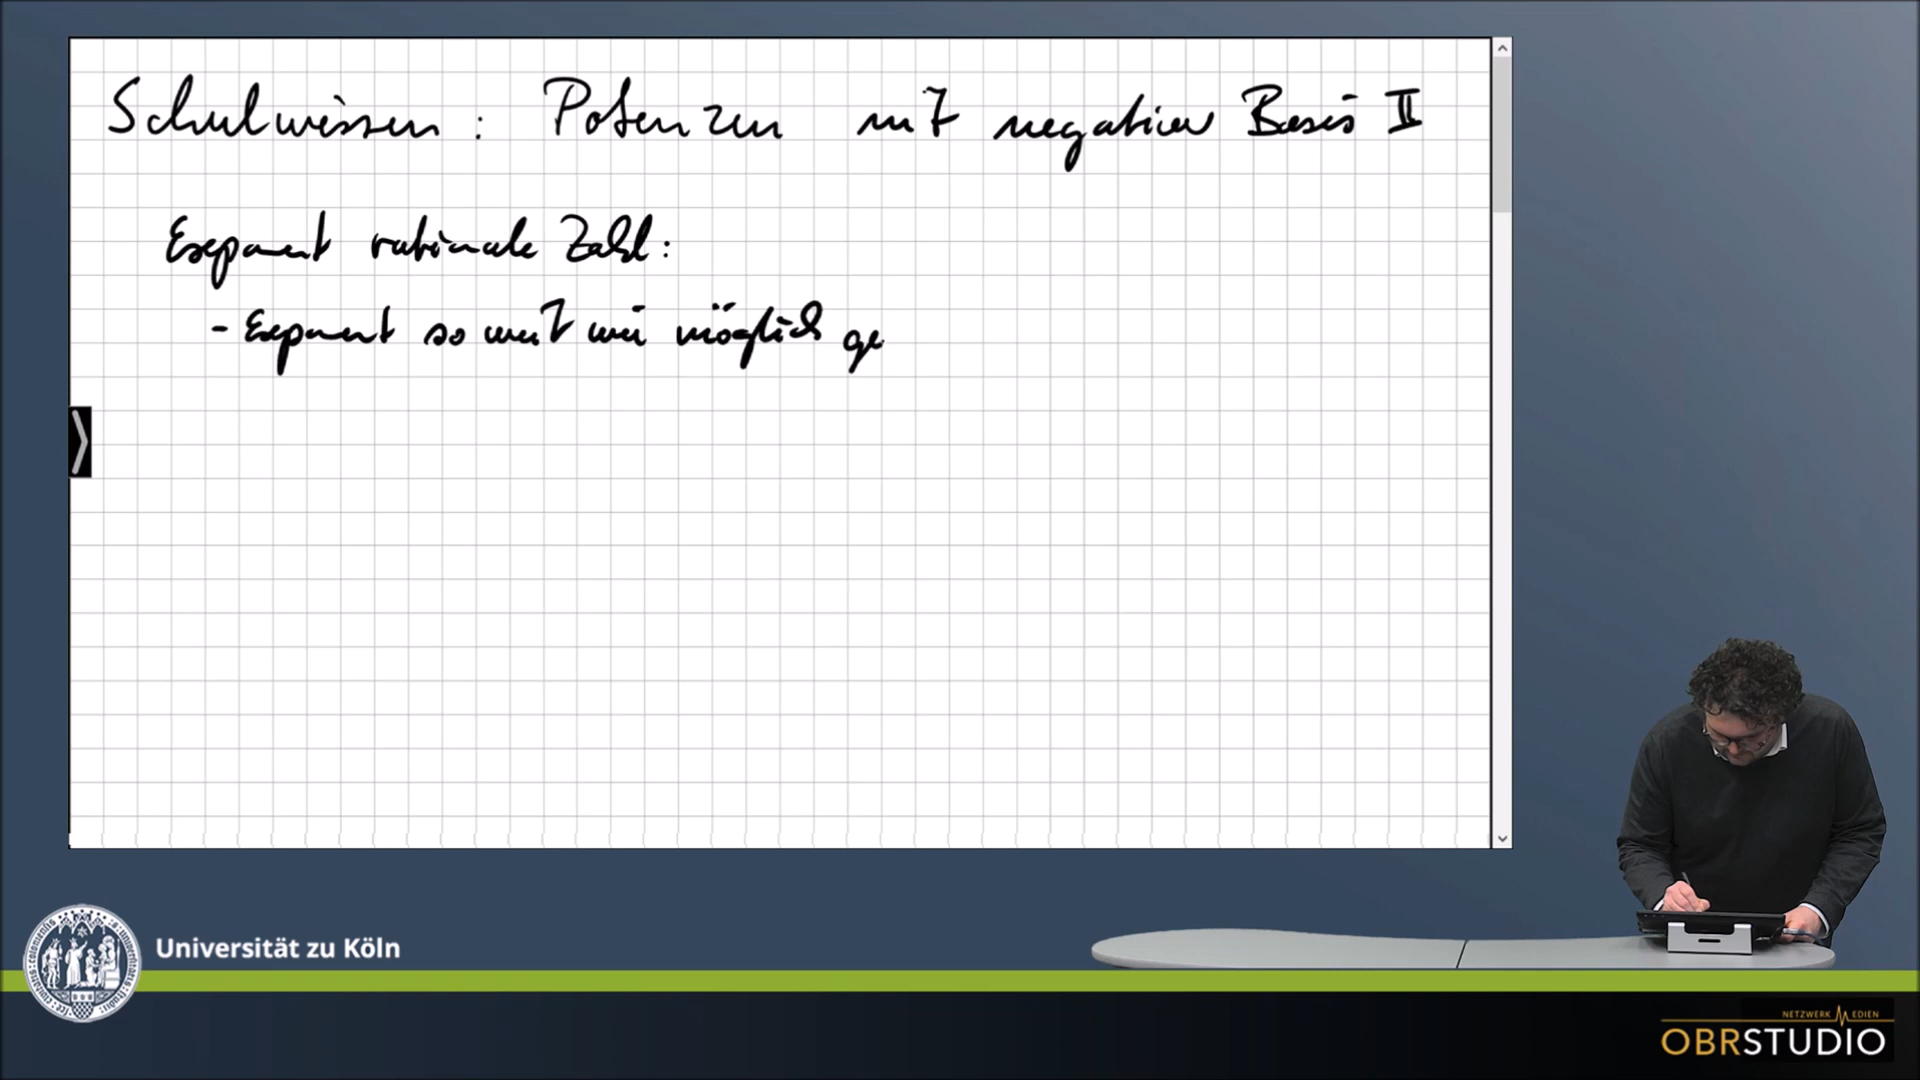 Schulwissen: Potenzen mit negativer Basis II
Exponent rationale Zahl:
- Exponent so weit wie möglich ge
Universität zu Köln
NETZWERK MEDIEN
OBRSTUDIO